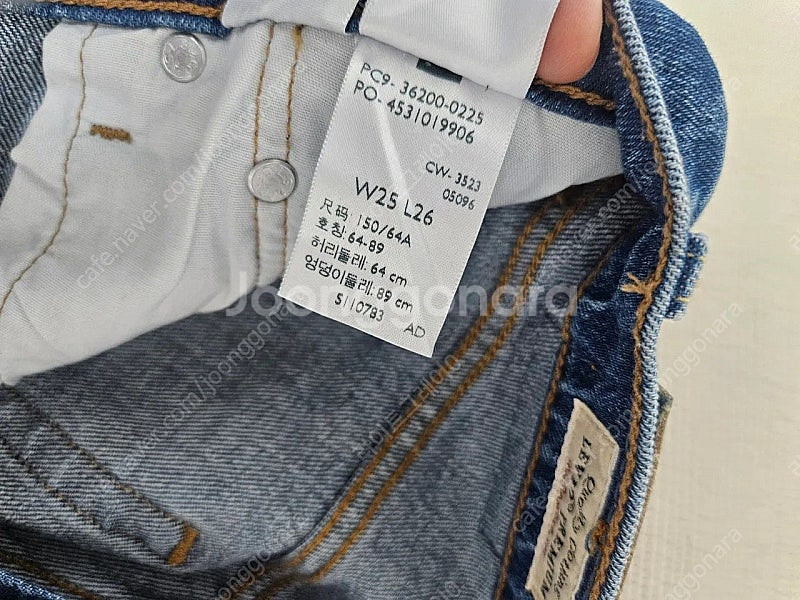 PC9- 36200-0225
PO- 4531019906
CW- 3523
05096
W25 L26
尺码: 150/64A
호칭: 64-89
허리둘레: 64 cm
엉덩이둘레: 89 cm
S110783 AD
Joonggonara
LEVI'S PREMIUM
Quality Clothing
cafe.naver.com/joonggonara